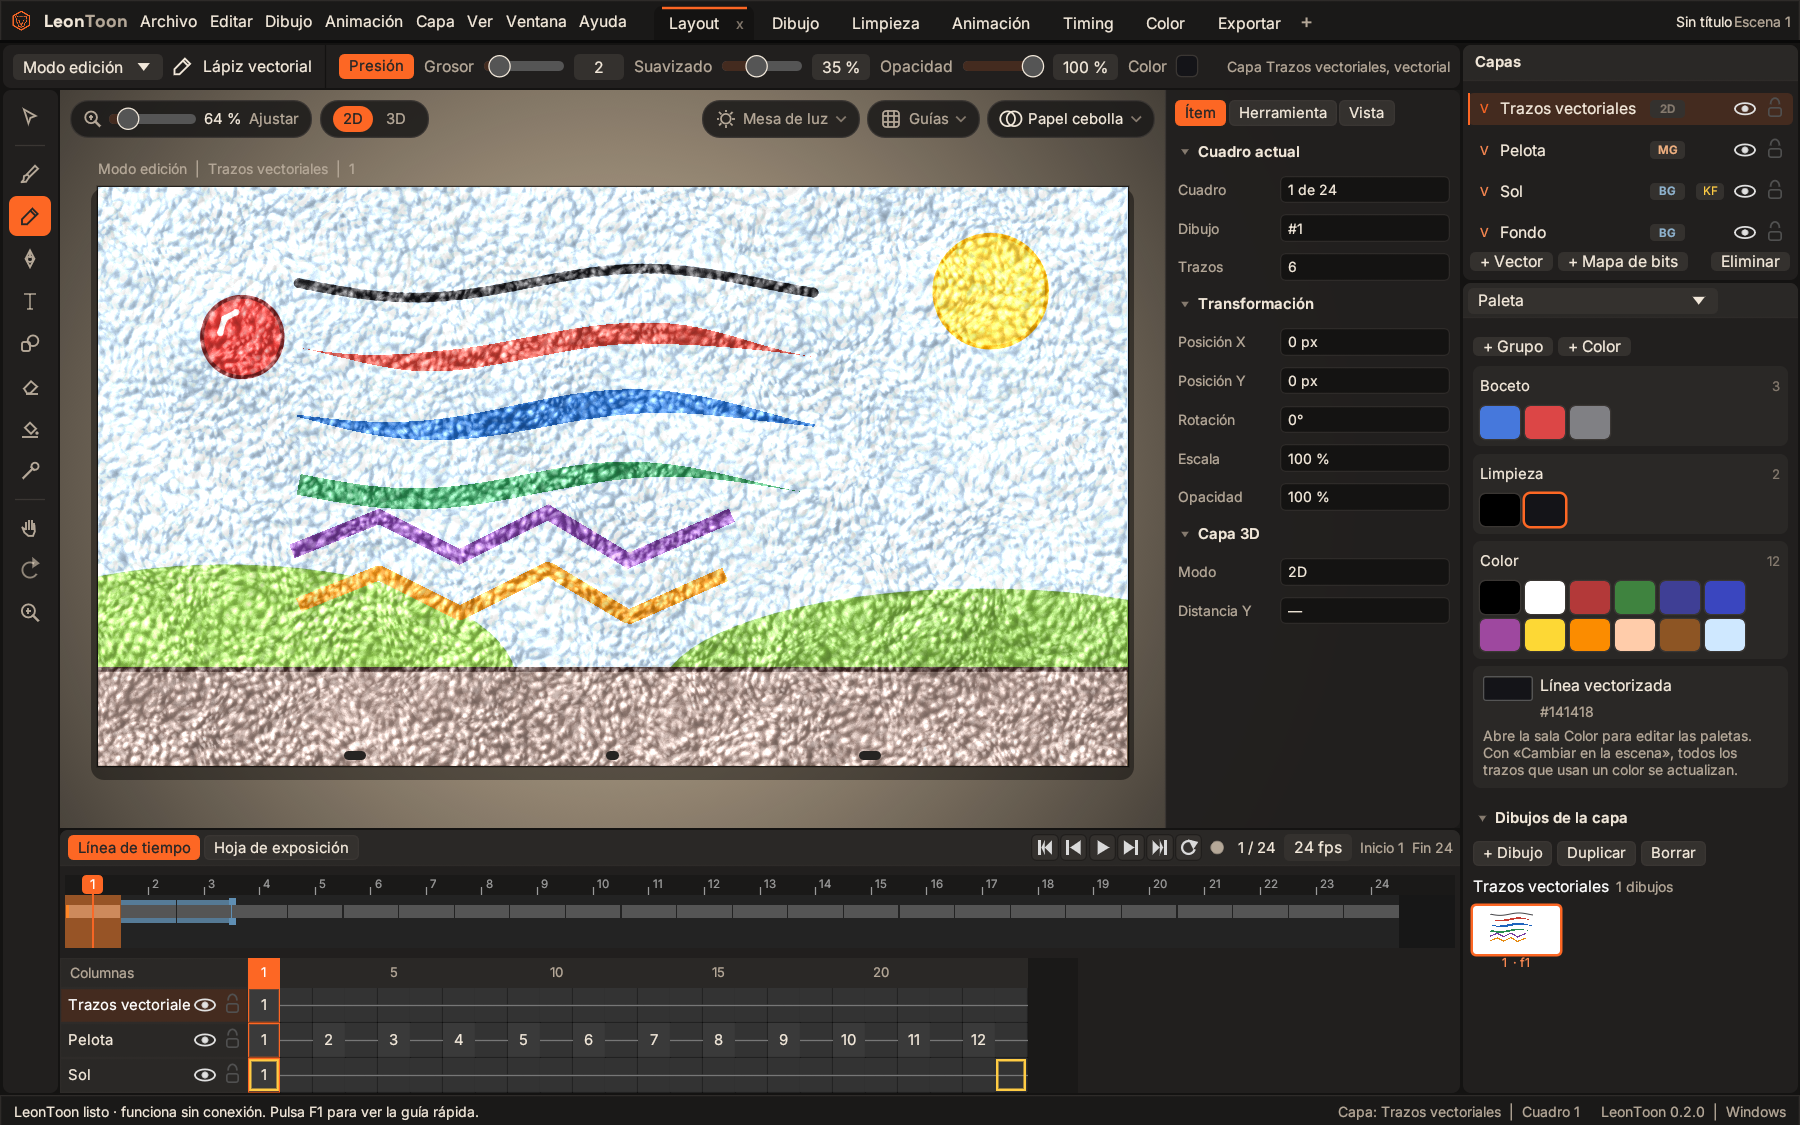 LeonToon Archivo Editar Dibujo Animación Capa Ver Ventana Ayuda Layout x Dibujo Limpieza Animación Timing Color Exportar + Sin título Escena 1
Modo edición Lápiz vectorial Presión Grosor 2 Suavizado 35 % Opacidad 100 % Color Capa Trazos vectoriales, vectorial
64 % Ajustar 2D 3D Mesa de luz Guías Papel cebolla
Modo edición | Trazos vectoriales | 1
Ítem Herramienta Vista
Cuadro actual
Cuadro 1 de 24
Dibujo #1
Trazos 6
Transformación
Posición X 0 px
Posición Y 0 px
Rotación 0°
Escala 100 %
Opacidad 100 %
Capa 3D
Modo 2D
Distancia Y —
Capas
V Trazos vectoriales 2D
V Pelota MG
V Sol BG KF
V Fondo BG
+ Vector + Mapa de bits Eliminar
Paleta
+ Grupo + Color
Boceto 3
Limpieza 2
Color 12
Línea vectorizada
#141418
Abre la sala Color para editar las paletas.
Con «Cambiar en la escena», todos los
trazos que usan un color se actualizan.
Dibujos de la capa
+ Dibujo Duplicar Borrar
Trazos vectoriales 1 dibujos
1 · f1
Línea de tiempo Hoja de exposición 1 / 24 24 fps Inicio 1 Fin 24
1 2 3 4 5 6 7 8 9 10 11 12 13 14 15 16 17 18 19 20 21 22 23 24
Columnas 1 5 10 15 20
Trazos vectoriale 1
Pelota 1 2 3 4 5 6 7 8 9 10 11 12
Sol 1
LeonToon listo · funciona sin conexión. Pulsa F1 para ver la guía rápida. Capa: Trazos vectoriales | Cuadro 1 LeonToon 0.2.0 | Windows